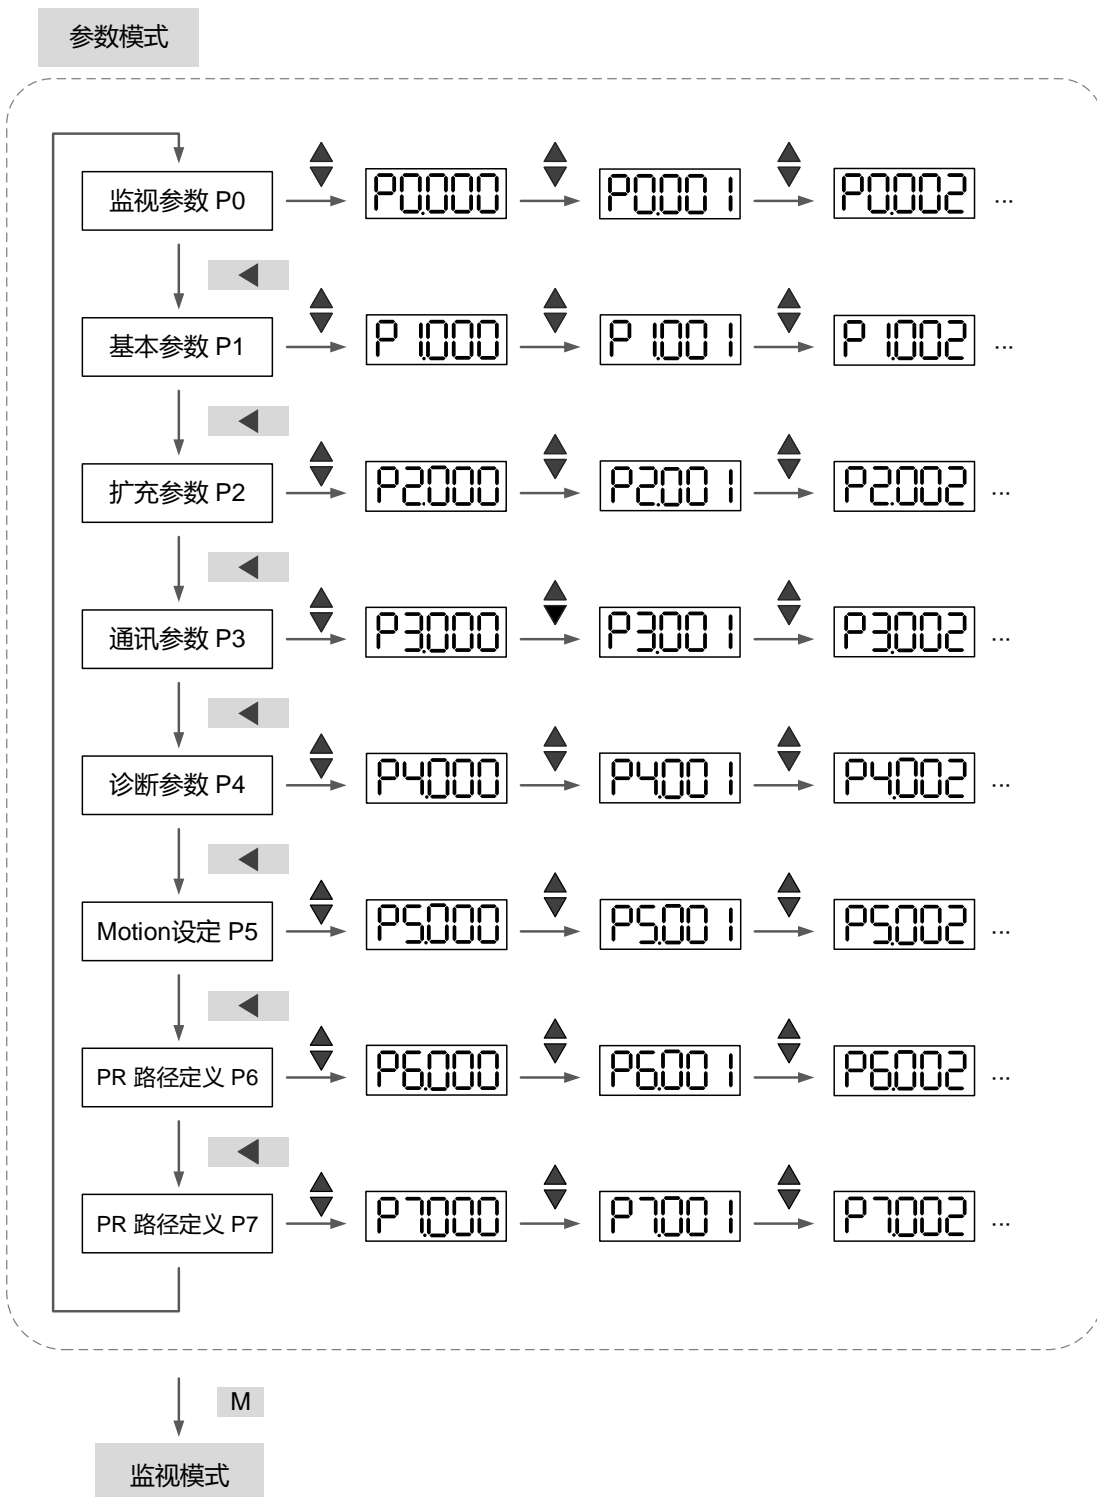 参数模式
监视参数 P0 P0.000 P0.001 P0.002 ...
基本参数 P1 P1.000 P1.001 P1.002 ...
扩充参数 P2 P2.000 P2.001 P2.002 ...
通讯参数 P3 P3.000 P3.001 P3.002 ...
诊断参数 P4 P4.000 P4.001 P4.002 ...
Motion设定 P5 P5.000 P5.001 P5.002 ...
PR 路径定义 P6 P6.000 P6.001 P6.002 ...
PR 路径定义 P7 P7.000 P7.001 P7.002 ...
M
监视模式